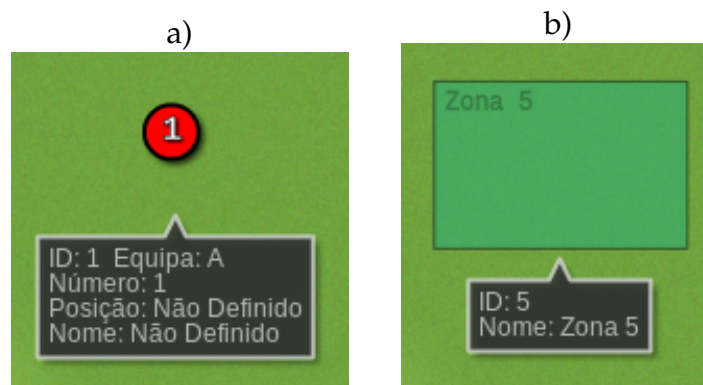 a)
1
ID: 1 Equipa: A
Número: 1
Posição: Não Definido
Nome: Não Definido
b)
Zona 5
ID: 5
Nome: Zona 5